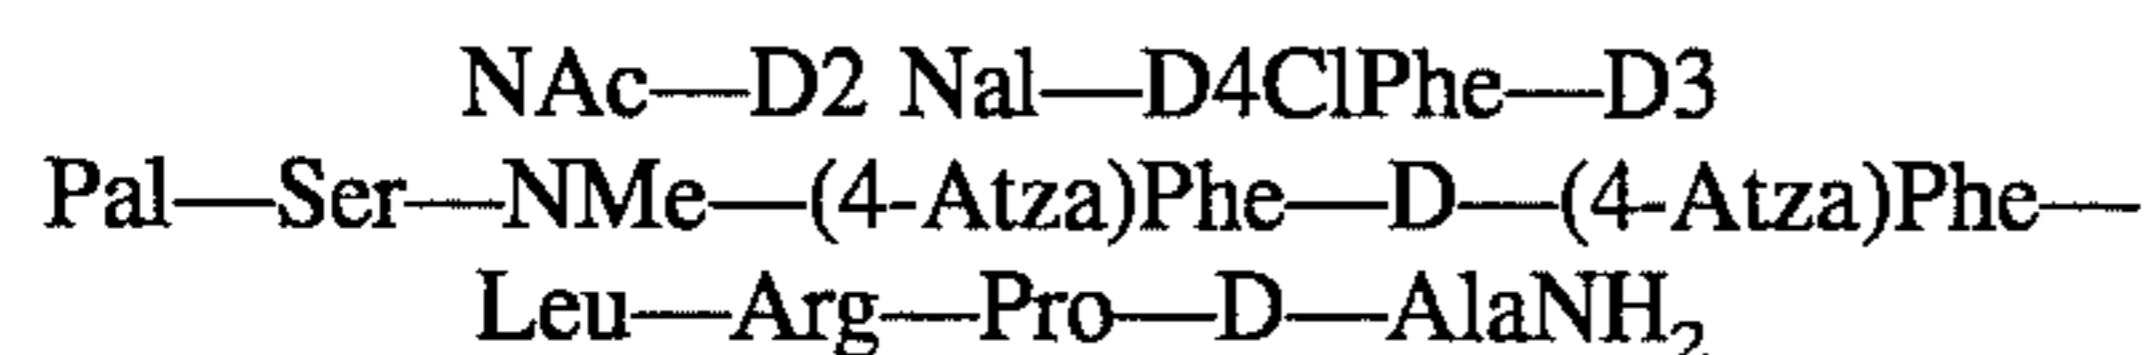 NAc—D2 Nal—D4ClPhe—D3
Pal—Ser—NMe—(4-Atza)Phe—D—(4-Atza)Phe—
Leu—Arg—Pro—D—AlaNH₂